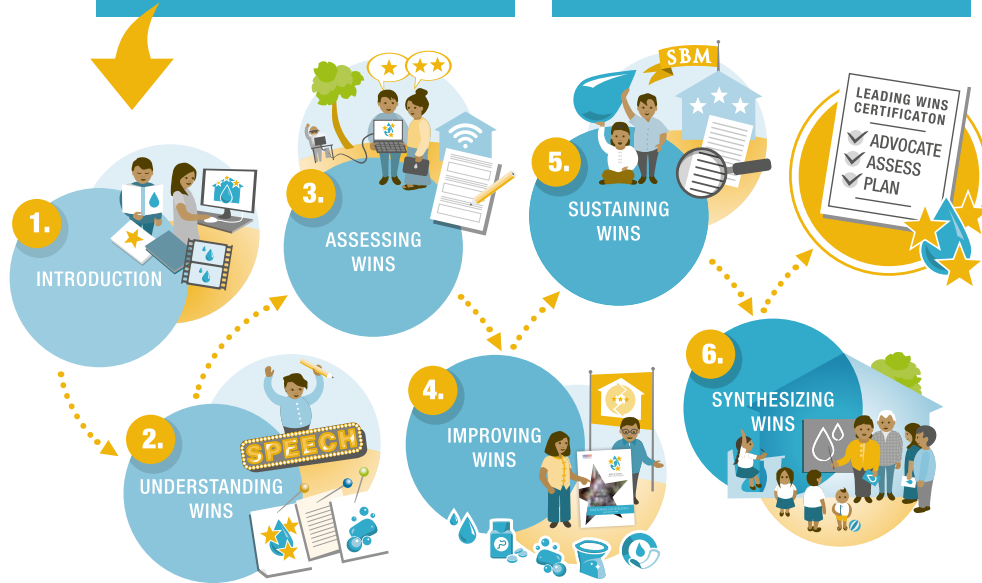 1.
INTRODUCTION
2.
UNDERSTANDING
WINS
SPEECH
3.
ASSESSING
WINS
4.
IMPROVING
WINS
5.
SUSTAINING
WINS
SBM
6.
SYNTHESIZING
WINS
LEADING WINS
CERTIFICATON
ADVOCATE
ASSESS
PLAN